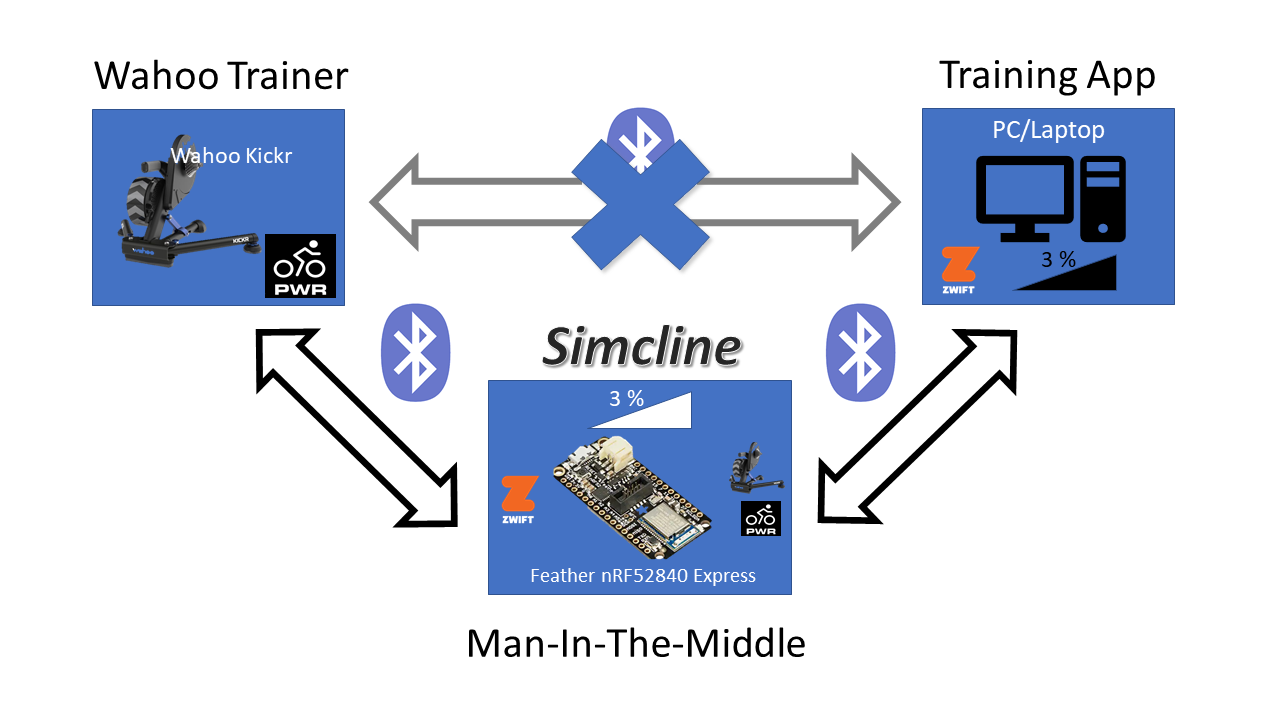 Wahoo Trainer
Training App
Wahoo Kickr
KICKR
wahoo
PWR
PC/Laptop
3 %
ZWIFT
Simcline
3 %
ZWIFT
PWR
Feather nRF52840 Express
Man-In-The-Middle